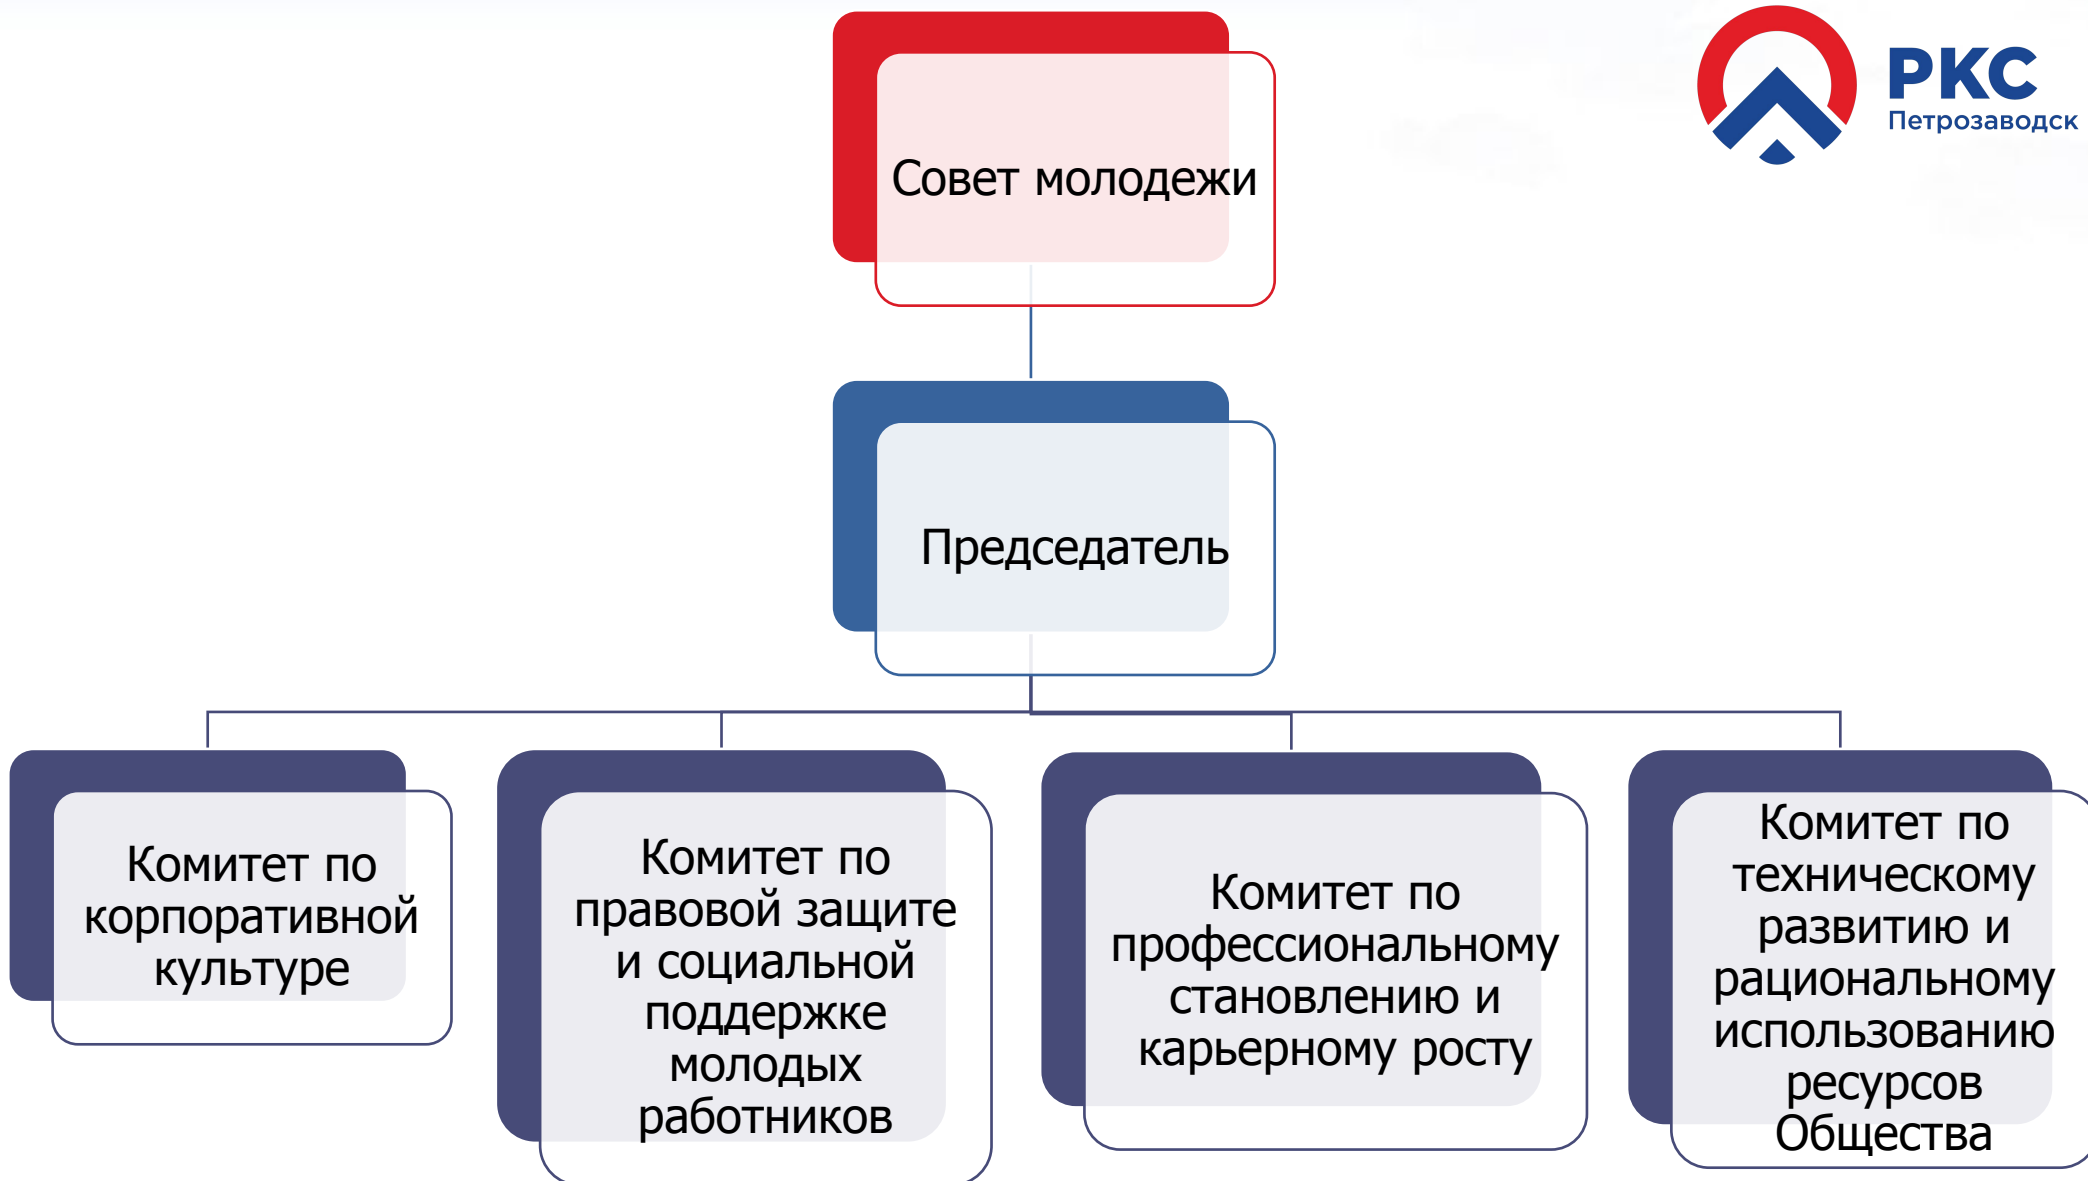 РКС
Петрозаводск
Совет молодежи
Председатель
Комитет по
корпоративной
культуре
Комитет по
правовой защите
и социальной
поддержке
молодых
работников
Комитет по
профессиональному
становлению и
карьерному росту
Комитет по
техническому
развитию и
рациональному
использованию
ресурсов
Общества